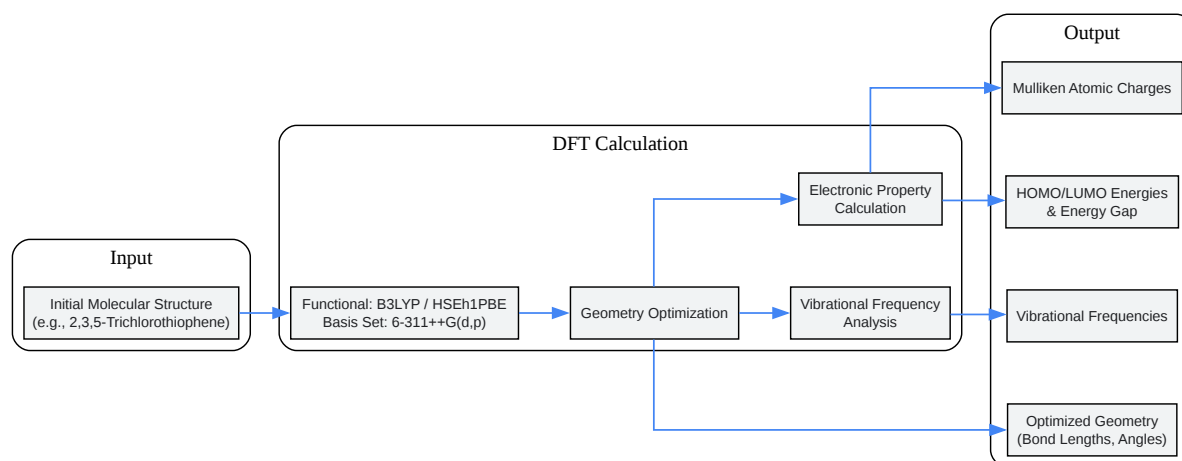 Input
Initial Molecular Structure
(e.g., 2,3,5-Trichlorothiophene)
DFT Calculation
Functional: B3LYP / HSEh1PBE
Basis Set: 6-311++G(d,p)
Geometry Optimization
Electronic Property
Calculation
Vibrational Frequency
Analysis
Output
Mulliken Atomic Charges
HOMO/LUMO Energies
& Energy Gap
Vibrational Frequencies
Optimized Geometry
(Bond Lengths, Angles)